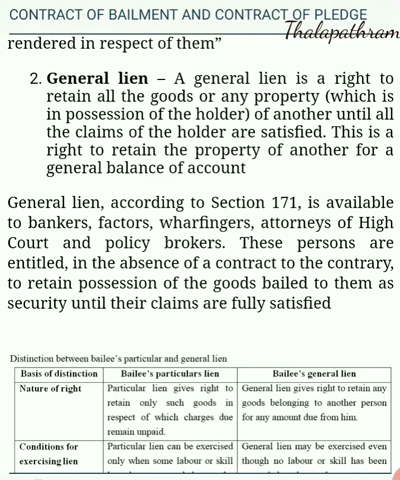 CONTRACT OF BAILMENT AND CONTRACT OF PLEDGE
Thalapathram
rendered in respect of them”
2. General lien – A general lien is a right to
retain all the goods or any property (which is
in possession of the holder) of another until all
the claims of the holder are satisfied. This is a
right to retain the property of another for a
general balance of account
General lien, according to Section 171, is available
to bankers, factors, wharfingers, attorneys of High
Court and policy brokers. These persons are
entitled, in the absence of a contract to the contrary,
to retain possession of the goods bailed to them as
security until their claims are fully satisfied
Distinction between bailee’s particular and general lien
Basis of distinction Bailee’s particulars lien Bailee’s general lien
Nature of right Particular lien gives right to General lien gives right to retain any
retain only such goods in goods belonging to another person
respect of which charges due for any amount due from him.
remain unpaid.
Conditions for Particular lien can be exercised General lien may be exercised even
exercising lien only when some labour or skill though no labour or skill has been